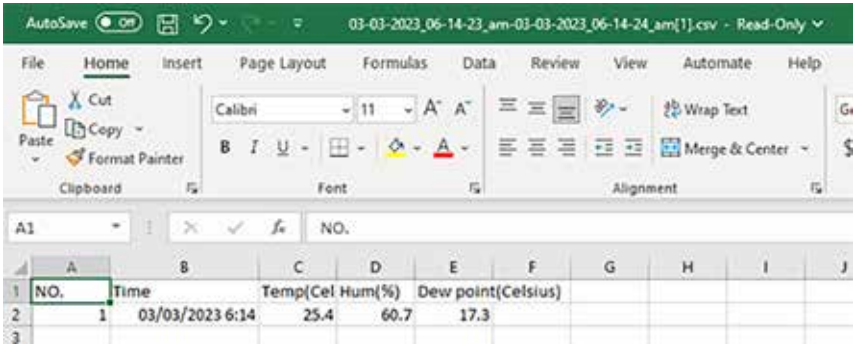 AutoSave Off 03-03-2023_06-14-23_am-03-03-2023_06-14-24_am[1].csv - Read-Only
File Home Insert Page Layout Formulas Data Review View Automate Help
Paste
Cut
Copy
Format Painter
Clipboard
Calibri 11 A A
B I U A
Font
Wrap Text
Merge & Center
Alignment
$
A1 fx NO.
A B C D E F G H I J
1 NO. Time Temp(Cel Hum(%) Dew point(Celsius)
2 1 03/03/2023 6:14 25.4 60.7 17.3
3